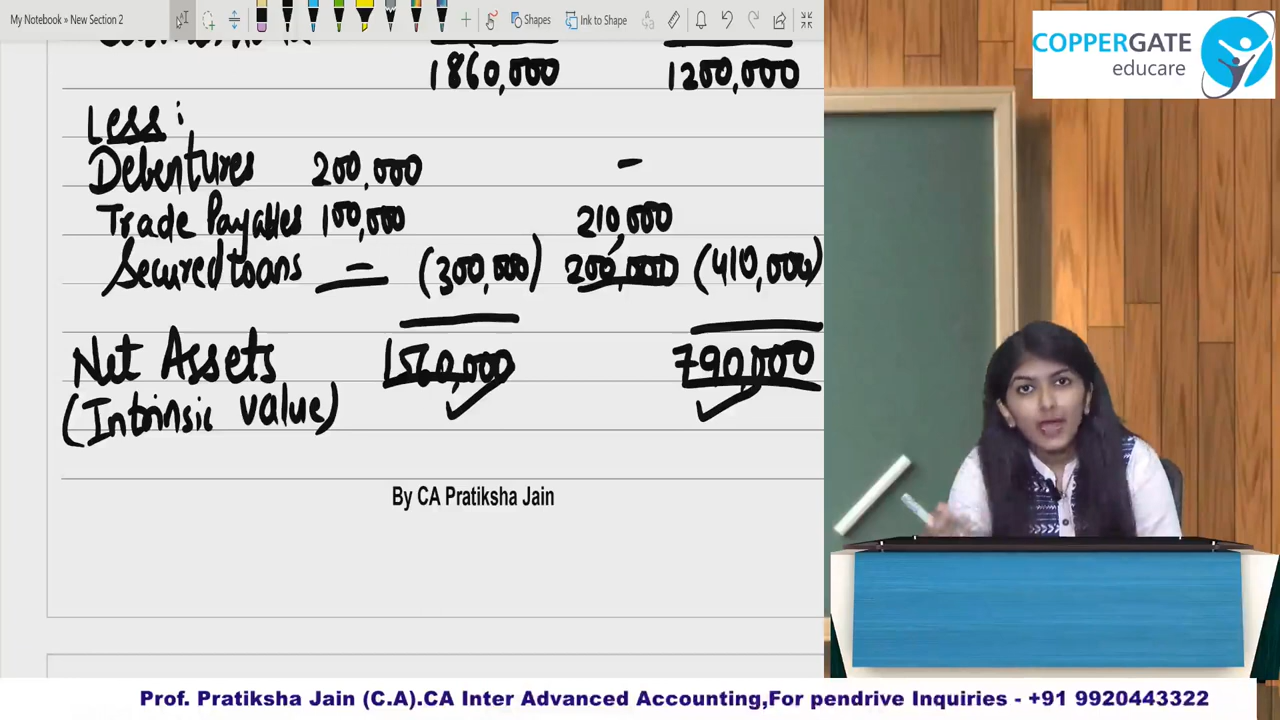 My Notebook » New Section 2
Shapes
Ink to Shape
COPPERGATE
educare
1860,000 1200,000
Less:
Debentures 200,000 -
Trade Payables 100,000 210,000
Secured loans - (300,000) 200,000 (410,000)
Net Assets 1560,000 790,000
(Intrinsic value)
By CA Pratiksha Jain
Prof. Pratiksha Jain (C.A).CA Inter Advanced Accounting,For pendrive Inquiries - +91 9920443322